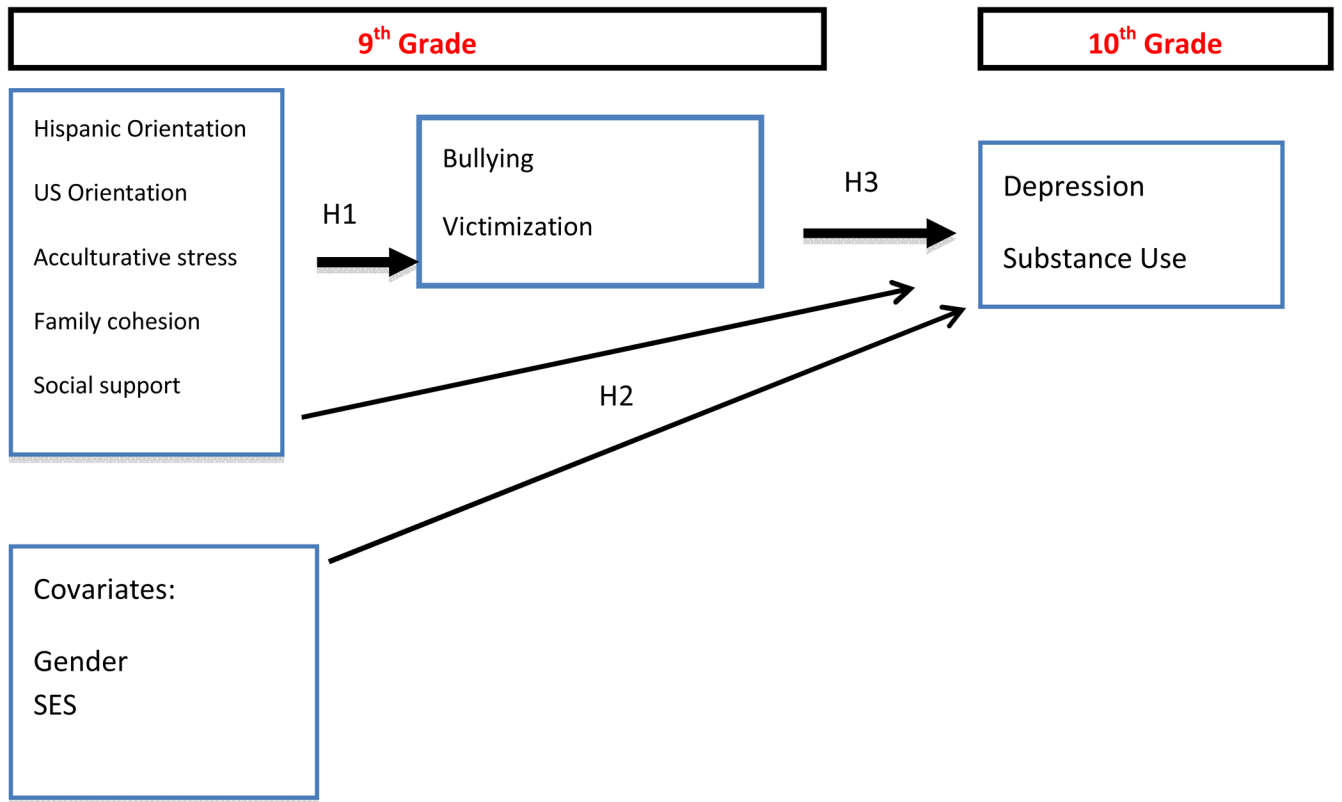 9th Grade
10th Grade
Hispanic Orientation
US Orientation
Acculturative stress
Family cohesion
Social support
H1
Bullying
Victimization
H3
Depression
Substance Use
H2
Covariates:
Gender
SES